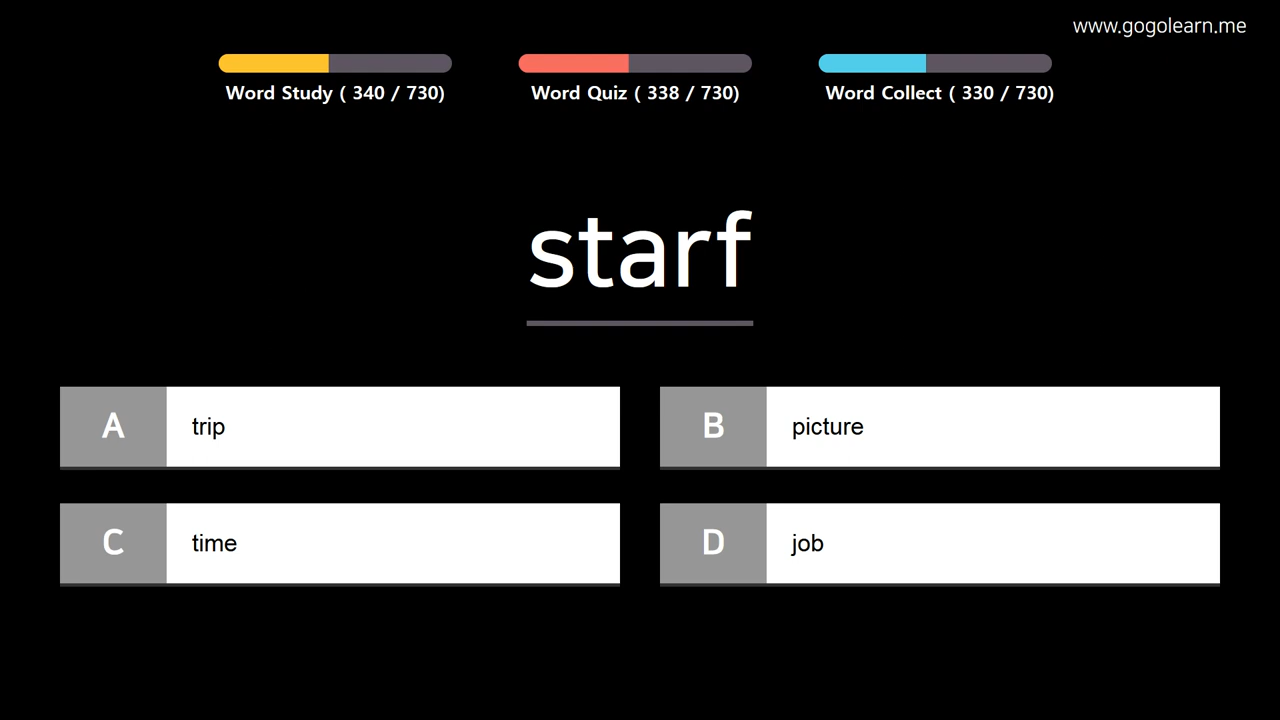 www.gogolearn.me
Word Study ( 340 / 730)
Word Quiz ( 338 / 730)
Word Collect ( 330 / 730)
starf
A trip
B picture
C time
D job